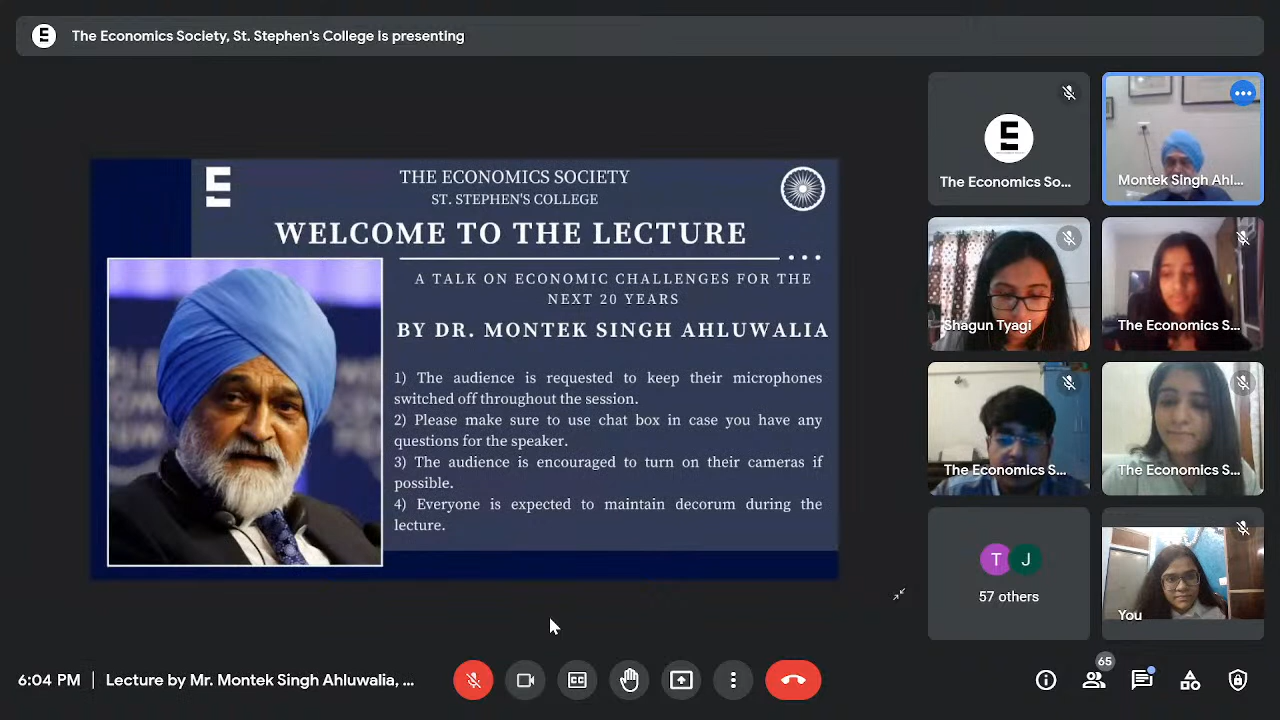 The Economics Society, St. Stephen's College is presenting
THE ECONOMICS SOCIETY
ST. STEPHEN'S COLLEGE
WELCOME TO THE LECTURE
A TALK ON ECONOMIC CHALLENGES FOR THE
NEXT 20 YEARS
BY DR. MONTEK SINGH AHLUWALIA
1) The audience is requested to keep their microphones
switched off throughout the session.
2) Please make sure to use chat box in case you have any
questions for the speaker.
3) The audience is encouraged to turn on their cameras if
possible.
4) Everyone is expected to maintain decorum during the
lecture.
The Economics So...
Montek Singh Ahl...
Shagun Tyagi
The Economics S...
The Economics S...
The Economics S...
T J
57 others
You
6:04 PM | Lecture by Mr. Montek Singh Ahluwalia, ...
CC
65